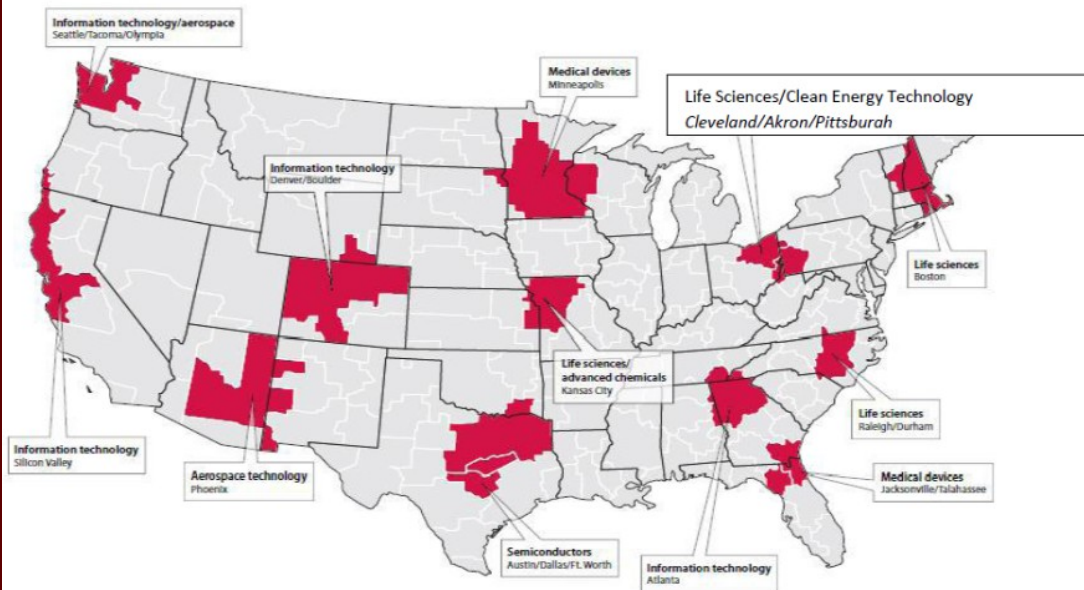 Information technology/aerospace
Seattle/Tacoma/Olympia
Medical devices
Minneapolis
Life Sciences/Clean Energy Technology
Cleveland/Akron/Pittsburah
Information technology
Denver/Boulder
Life sciences
Boston
Life sciences/
advanced chemicals
Kansas City
Life sciences
Raleigh/Durham
Information technology
Silicon Valley
Aerospace technology
Phoenix
Medical devices
Jacksonville/Talahassee
Semiconductors
Austin/Dallas/Ft. Worth
Information technology
Atlanta